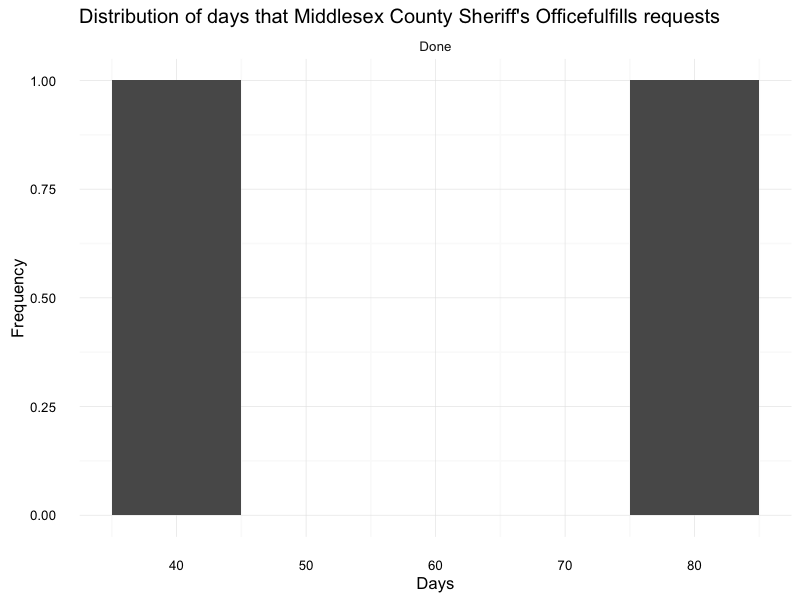 Distribution of days that Middlesex County Sheriff's Officefulfills requests
Done
1.00
0.75
0.50
0.25
0.00
Frequency
40 50 60 70 80
Days